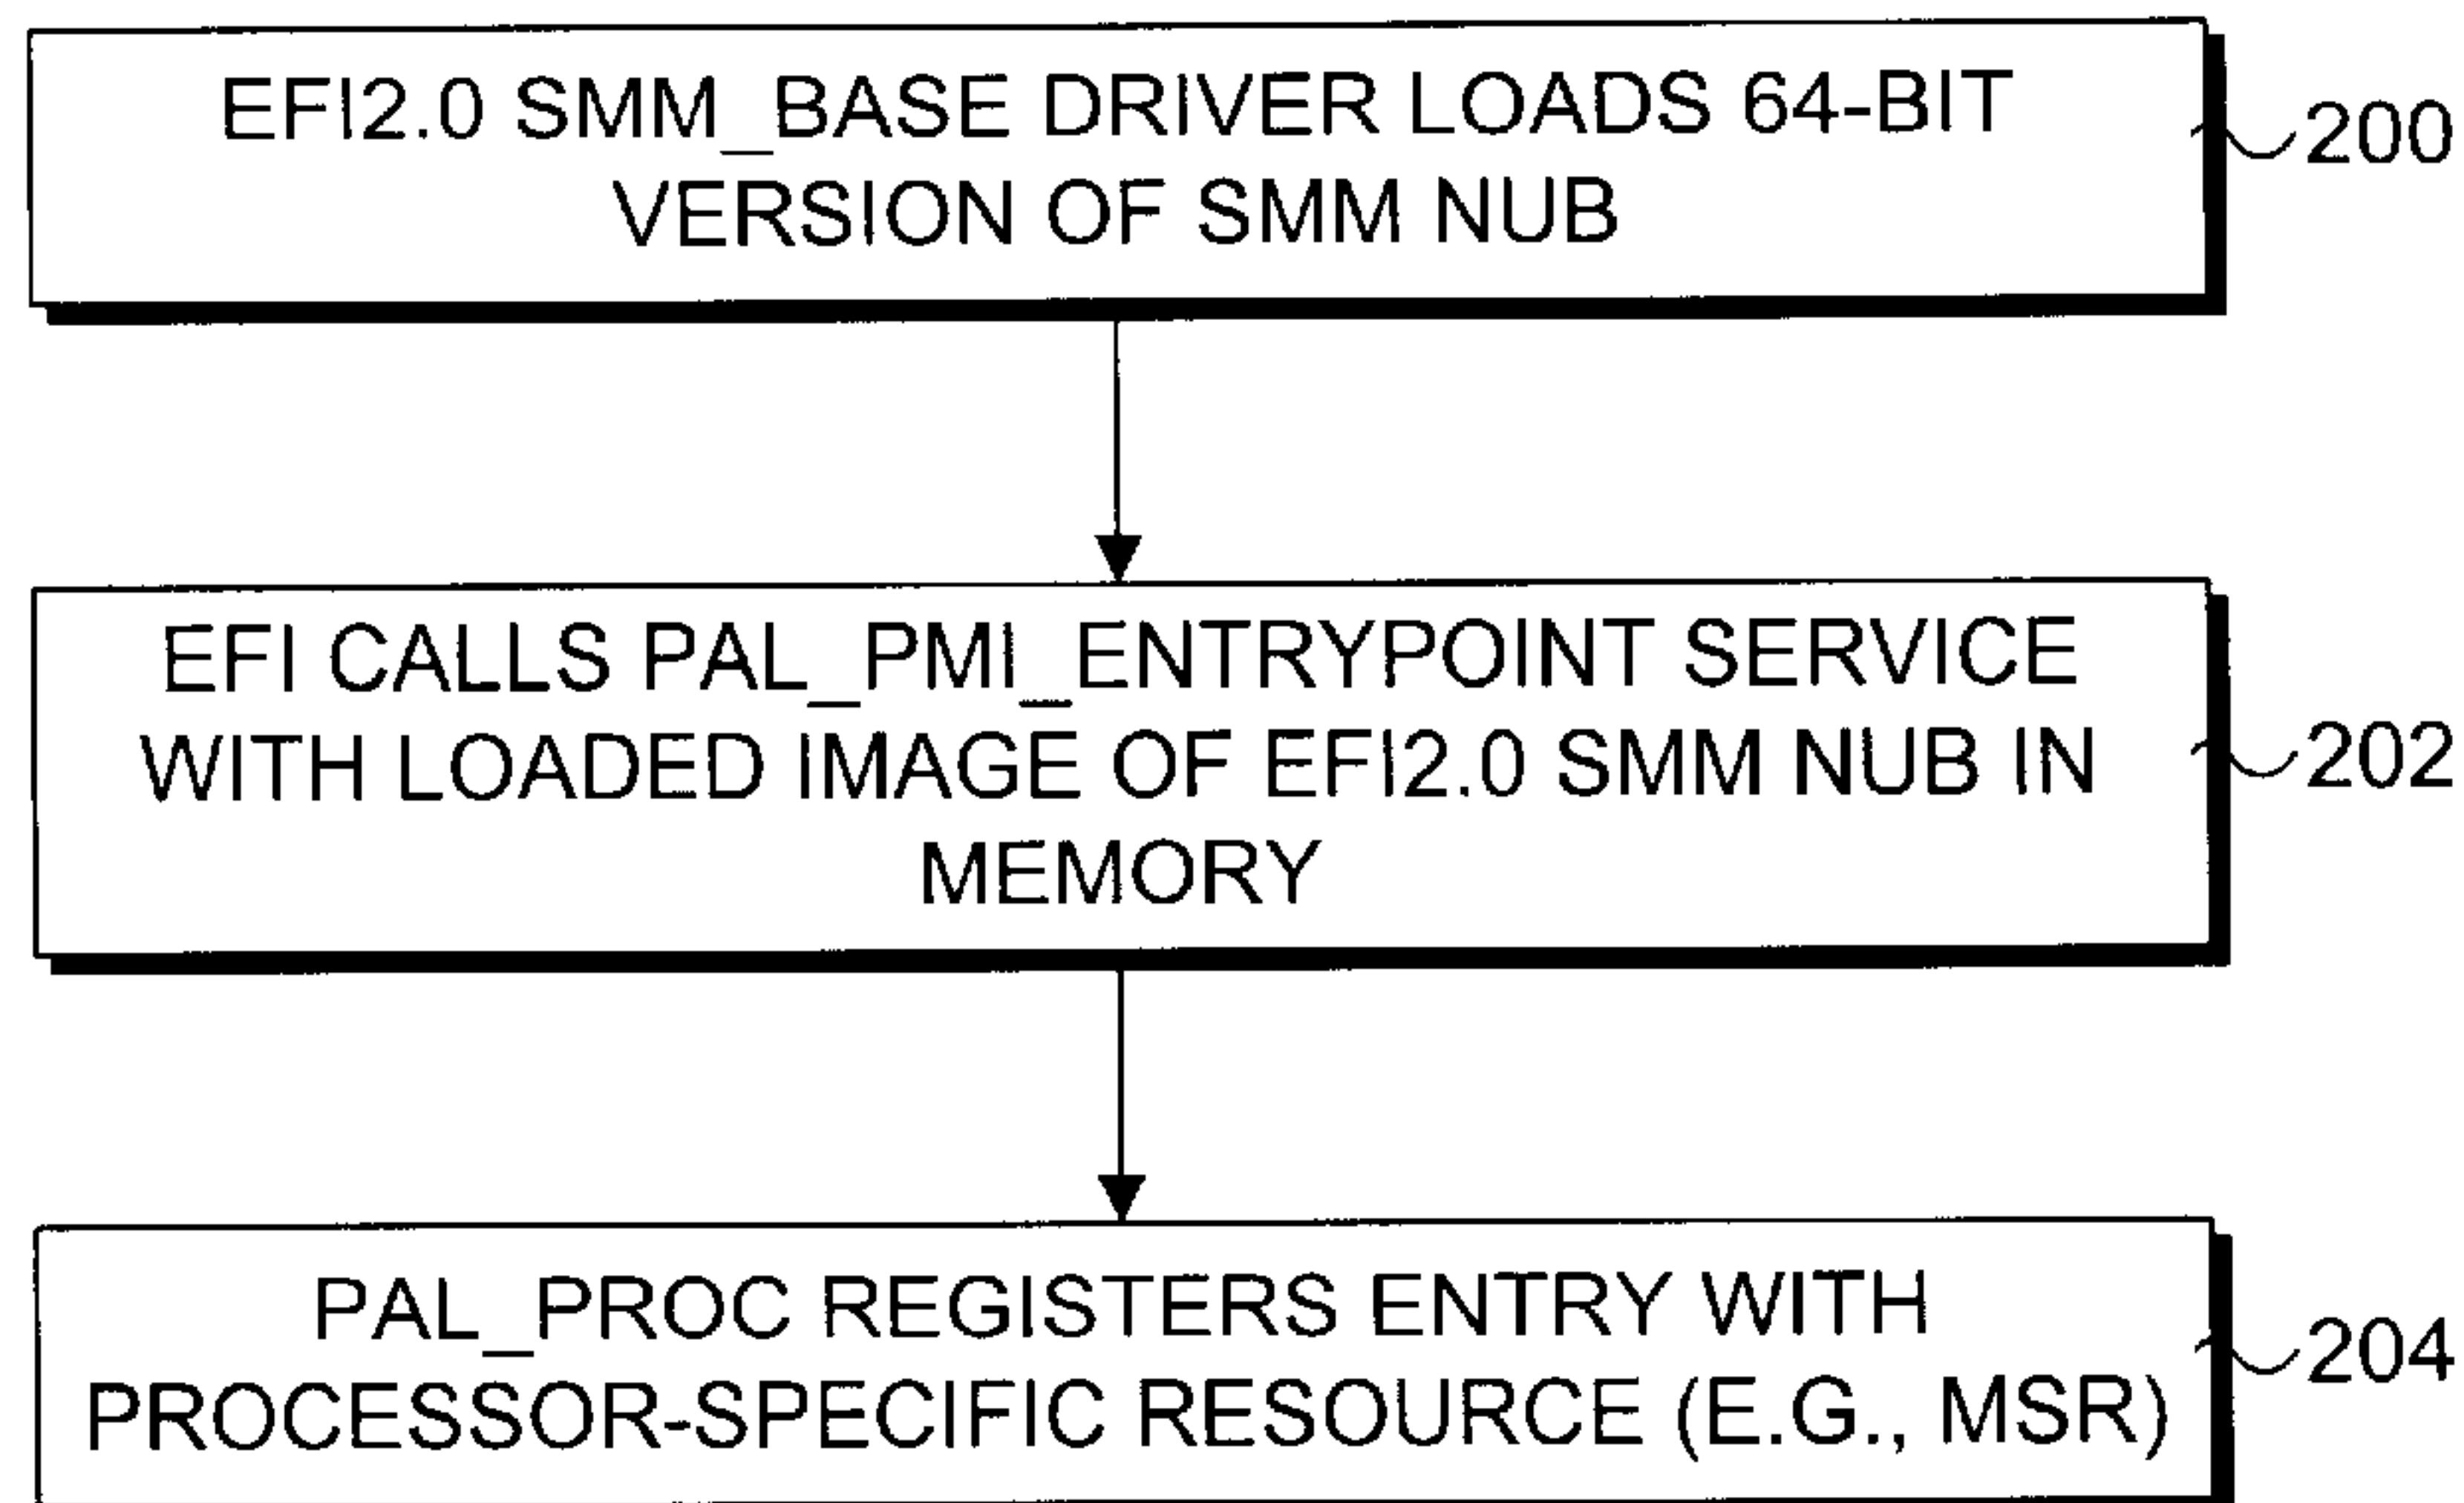 EFI2.0 SMM_BASE DRIVER LOADS 64-BIT
VERSION OF SMM NUB
200
EFI CALLS PAL_PMI_ENTRYPOINT SERVICE
WITH LOADED IMAGE OF EFI2.0 SMM NUB IN
MEMORY
202
PAL_PROC REGISTERS ENTRY WITH
PROCESSOR-SPECIFIC RESOURCE (E.G., MSR)
204